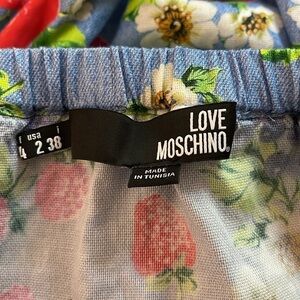 f usa i
4 2 38
LOVE
MOSCHINO®
MADE
IN TUNISIA